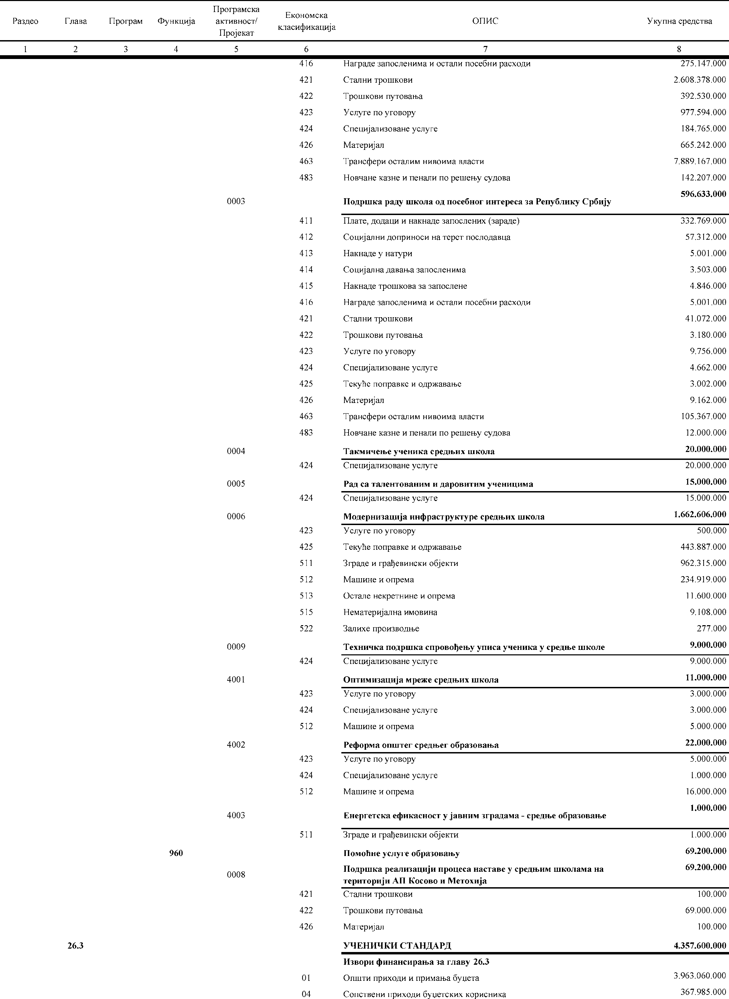 Раздео Глава Програм Функција Програмска активност/ Пројекат Економска класификација ОПИС Укупна средства
1 2 3 4 5 6 7 8
416 Награде запосленима и остали посебни расходи 275.147.000
421 Стални трошкови 2.608.378.000
422 Трошкови путовања 392.530.000
423 Услуге по уговору 977.594.000
424 Специјализоване услуге 184.765.000
426 Материјал 665.242.000
463 Трансфери осталим нивоима власти 7.889.167.000
483 Новчане казне и пенали по решењу судова 142.207.000
0003 Подршка раду школа од посебног интереса за Републику Србију 596.633.000
411 Плате, додаци и накнаде запослених (зараде) 332.769.000
412 Социјални доприноси на терет послодавца 57.312.000
413 Накнаде у натури 5.001.000
414 Социјална давања запосленима 3.503.000
415 Накнаде трошкова за запослене 4.846.000
416 Награде запосленима и остали посебни расходи 5.001.000
421 Стални трошкови 41.072.000
422 Трошкови путовања 3.180.000
423 Услуге по уговору 9.756.000
424 Специјализоване услуге 4.662.000
425 Текуће поправке и одржавање 3.002.000
426 Материјал 9.162.000
463 Трансфери осталим нивоима власти 105.367.000
483 Новчане казне и пенали по решењу судова 12.000.000
0004 Такмичење ученика средњих школа 20.000.000
424 Специјализоване услуге 20.000.000
0005 Рад са талентованим и даровитим ученицима 15.000.000
424 Специјализоване услуге 15.000.000
0006 Модернизација инфраструктуре средњих школа 1.662.606.000
423 Услуге по уговору 500.000
425 Текуће поправке и одржавање 443.887.000
511 Зграде и грађевински објекти 962.315.000
512 Машине и опрема 234.919.000
513 Остале некретнине и опрема 11.600.000
515 Нематеријална имовина 9.108.000
522 Залихе производње 277.000
0009 Техничка подршка спровођењу уписа ученика у средње школе 9.000.000
424 Специјализоване услуге 9.000.000
4001 Оптимизација мреже средњих школа 11.000.000
423 Услуге по уговору 3.000.000
424 Специјализоване услуге 3.000.000
512 Машине и опрема 5.000.000
4002 Реформа општег средњег образовања 22.000.000
423 Услуге по уговору 5.000.000
424 Специјализоване услуге 1.000.000
512 Машине и опрема 16.000.000
4003 Енергетска ефикасност у јавним зградама - средње образовање 1.000.000
511 Зграде и грађевински објекти 1.000.000
960 Помоћне услуге образовању 69.200.000
0008 Подршка реализацији процеса наставе у средњим школама на 69.200.000
територији АП Косово и Метохија
421 Стални трошкови 100.000
422 Трошкови путовања 69.000.000
426 Материјал 100.000
26.3 УЧЕНИЧКИ СТАНДАРД 4.357.600.000
Извори финансирања за главу 26.3
01 Општи приходи и примања буџета 3.963.060.000
04 Сопствени приходи буџетских корисника 367.985.000